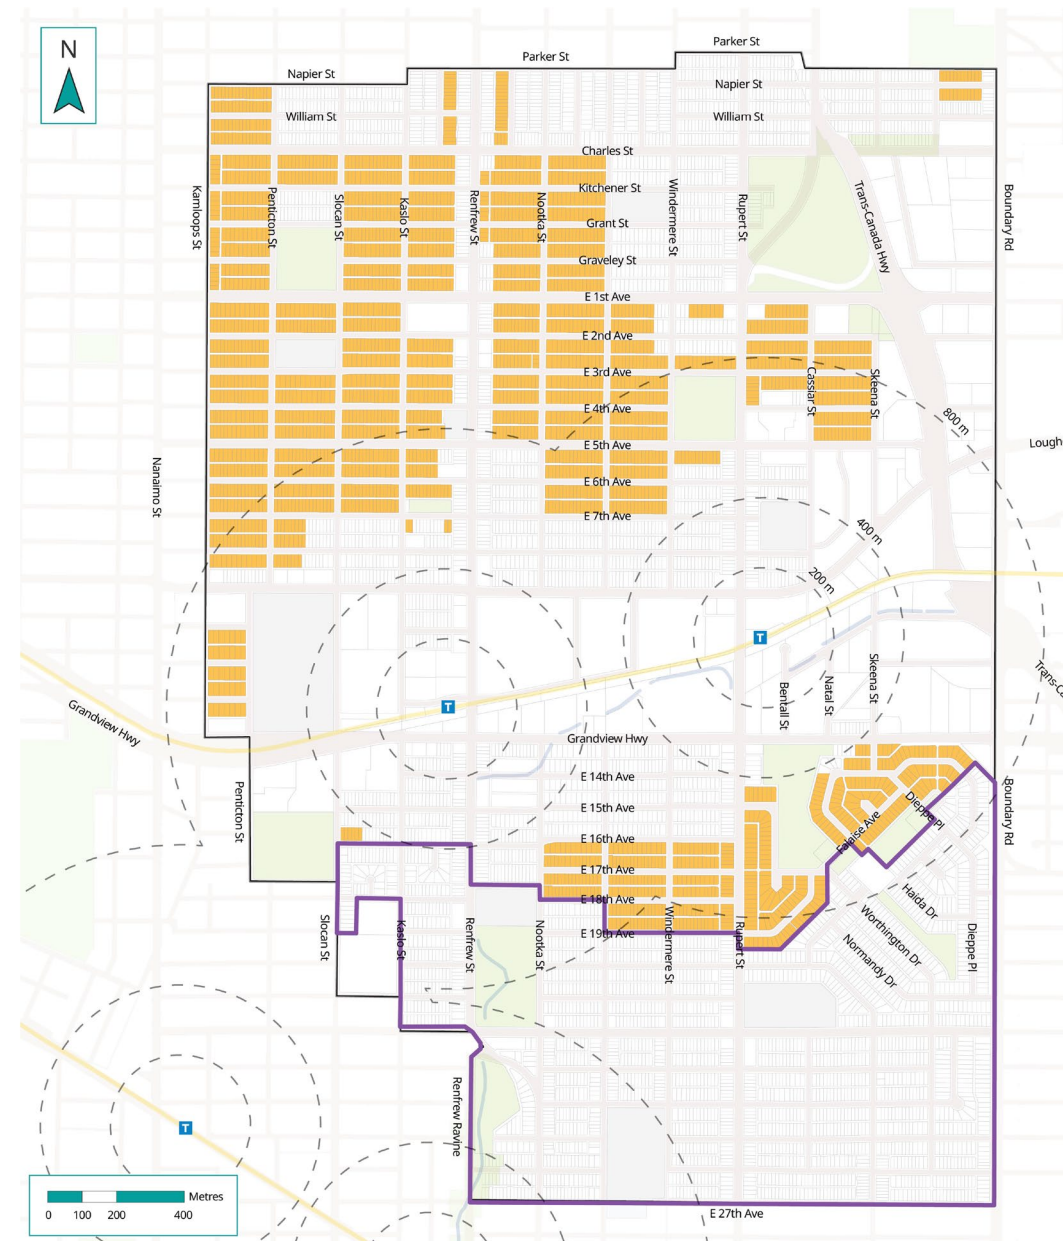 N
Parker St
Parker St
Napier St
Napier St
William St
William St
Charles St
Kitchener St
Grant St
Graveley St
E 1st Ave
E 2nd Ave
E 3rd Ave
E 4th Ave
E 5th Ave
E 6th Ave
E 7th Ave
Kamloops St
Penticton St
Slocan St
Kaslo St
Renfrew St
Nootka St
Windermere St
Rupert St
Trans-Canada Hwy
Boundary Rd
Cassiar St
Skeena St
800 m
Lough
Nanaimo St
400 m
200 m
T
T
Skeena St
Natal St
Bentall St
Trans-Ca
Grandview Hwy
Grandview Hwy
E 14th Ave
E 15th Ave
E 16th Ave
E 17th Ave
E 18th Ave
E 19th Ave
Penticton St
Dieppe Pl
Falaise Ave
Boundary Rd
Haida Dr
Worthington Dr
Normandy Dr
Dieppe Pl
Slocan St
Kaslo St
Renfrew St
Nootka St
Windermere St
Rupert St
Renfrew Ravine
T
Metres
0 100 200 400
E 27th Ave